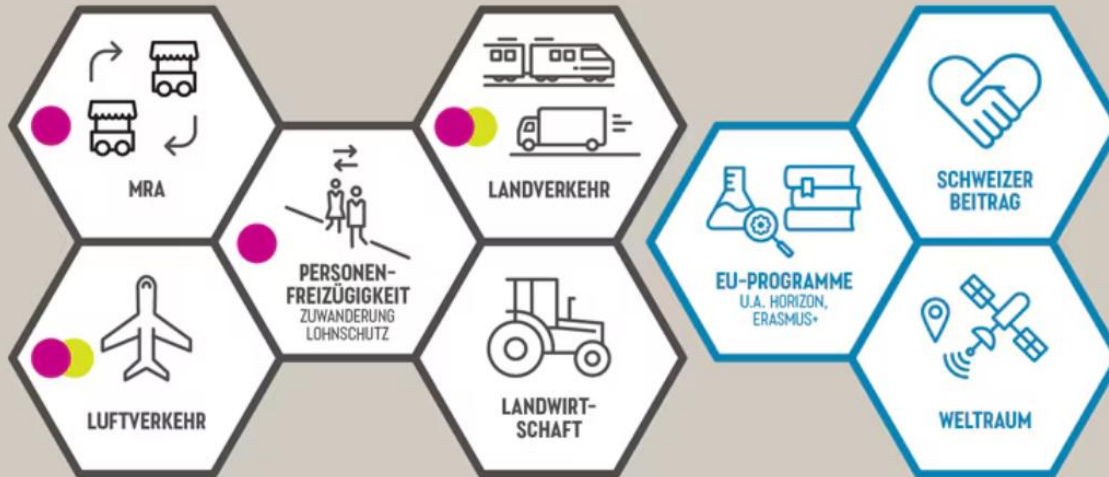 MRA
LANDVERKEHR
PERSONEN-
FREIZÜGIGKEIT
ZUWANDERUNG
LOHNSCHUTZ
LUFTVERKEHR
LANDWIRT-
SCHAFT
EU-PROGRAMME
U.A. HORIZON,
ERASMUS+
SCHWEIZER
BEITRAG
WELTRAUM